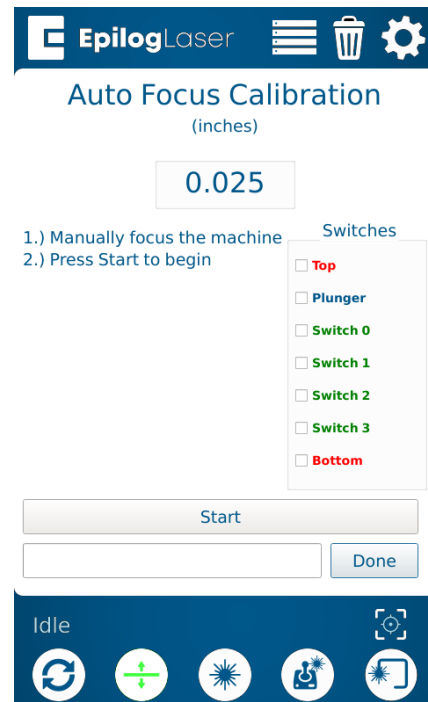 EpilogLaser
Auto Focus Calibration
(inches)
0.025
1.) Manually focus the machine
2.) Press Start to begin
Switches
Top
Plunger
Switch 0
Switch 1
Switch 2
Switch 3
Bottom
Start
Done
Idle